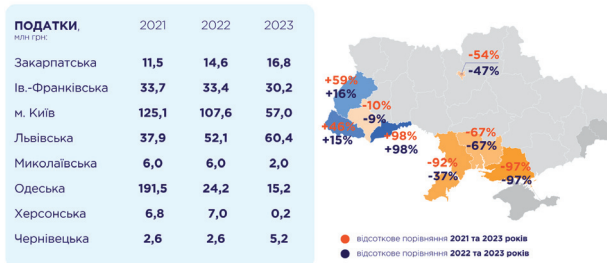 ПОДАТКИ, 2021 2022 2023
млн грн:
Закарпатська 11,5 14,6 16,8
Ів.-Франківська 33,7 33,4 30,2
м. Київ 125,1 107,6 57,0
Львівська 37,9 52,1 60,4
Миколаївська 6,0 6,0 2,0
Одеська 191,5 24,2 15,2
Херсонська 6,8 7,0 0,2
Чернівецька 2,6 2,6 5,2
-54%
-47%
+59%
+16%
-10%
-9%
+46%
+15%
+98%
+98%
-67%
-67%
-92%
-37%
-97%
-97%
відсоткове порівняння 2021 та 2023 років
відсоткове порівняння 2022 та 2023 років